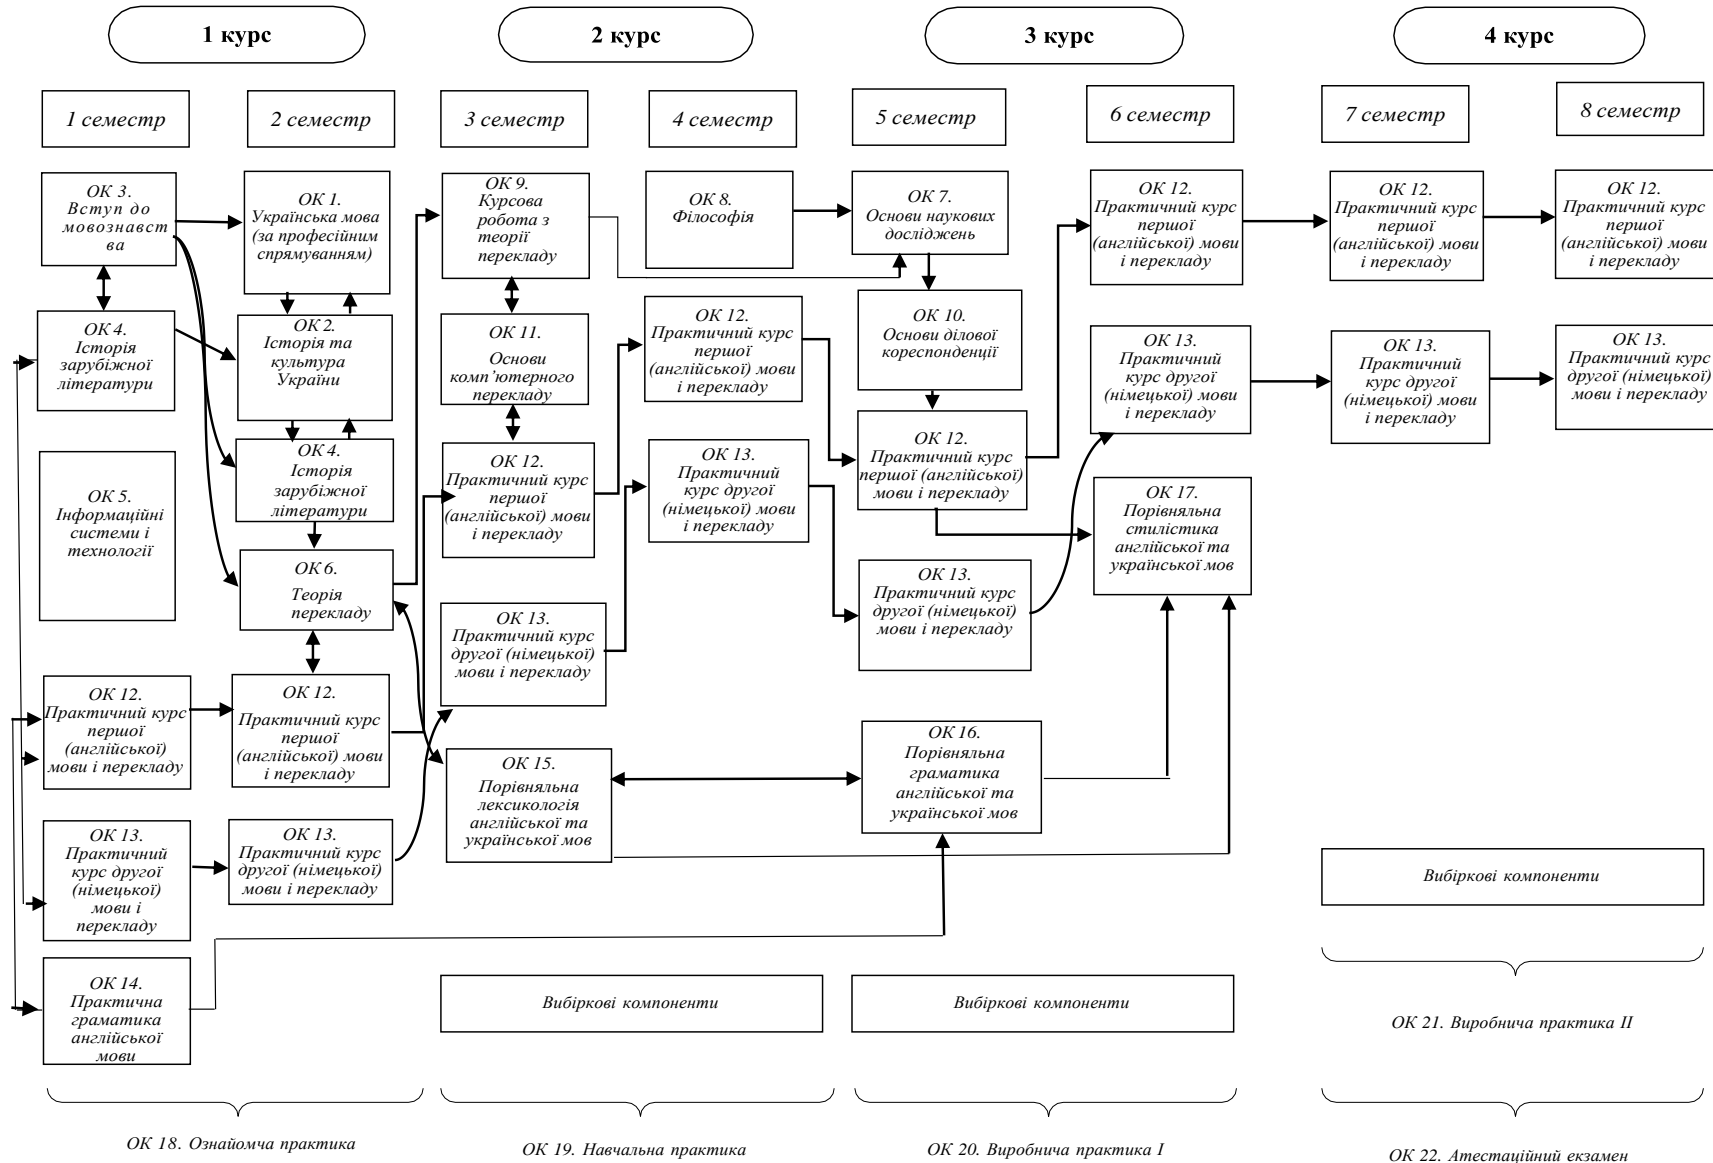 1 курс
2 курс
3 курс
4 курс
1 семестр
2 семестр
3 семестр
4 семестр
5 семестр
6 семестр
7 семестр
8 семестр
ОК 3.
Вступ до
мовознавст
ва
ОК 4.
Історія
зарубіжної
літератури
ОК 5.
Інформаційні
системи і
технології
ОК 12.
Практичний курс
першої
(англійської)
мови і перекладу
ОК 13.
Практичний
курс другої
(німецької)
мови і
перекладу
ОК 14.
Практична
граматика
англійської
мови
ОК 1.
Українська мова
(за професійним
спрямуванням)
ОК 2.
Історія та
культура
України
ОК 4.
Історія
зарубіжної
літератури
ОК 6.
Теорія
перекладу
ОК 12.
Практичний курс
першої
(англійської) мови
і перекладу
ОК 13.
Практичний курс
другої (німецької)
мови і перекладу
ОК 9.
Курсова
робота з
теорії
перекладу
ОК 11.
Основи
комп’ютерного
перекладу
ОК 12.
Практичний курс
першої
(англійської) мови
і перекладу
ОК 13.
Практичний курс
другої (німецької)
мови і перекладу
ОК 15.
Порівняльна
лексикологія
англійської та
української мов
ОК 8.
Філософія
ОК 12.
Практичний курс
першої
(англійської) мови
і перекладу
ОК 13.
Практичний
курс другої
(німецької) мови
і перекладу
ОК 7.
Основи наукових
досліджень
ОК 10.
Основи ділової
кореспонденції
ОК 12.
Практичний курс
першої (англійської)
мови і перекладу
ОК 13.
Практичний курс
другої (німецької)
мови і перекладу
ОК 16.
Порівняльна
граматика
англійської та
української мов
ОК 12.
Практичний курс
першої
(англійської) мови
і перекладу
ОК 13.
Практичний
курс другої
(німецької) мови
і перекладу
ОК 17.
Порівняльна
стилістика
англійської та
української мов
ОК 12.
Практичний курс
першої
(англійської) мови
і перекладу
ОК 13.
Практичний
курс другої
(німецької) мови
і перекладу
ОК 12.
Практичний курс
першої
(англійської) мови
і перекладу
ОК 13.
Практичний курс
другої (німецької)
мови і перекладу
Вибіркові компоненти
Вибіркові компоненти
Вибіркові компоненти
ОК 21. Виробнича практика II
ОК 18. Ознайомча практика
ОК 19. Навчальна практика
ОК 20. Виробнича практика I
ОК 22. Атестаційний екзамен